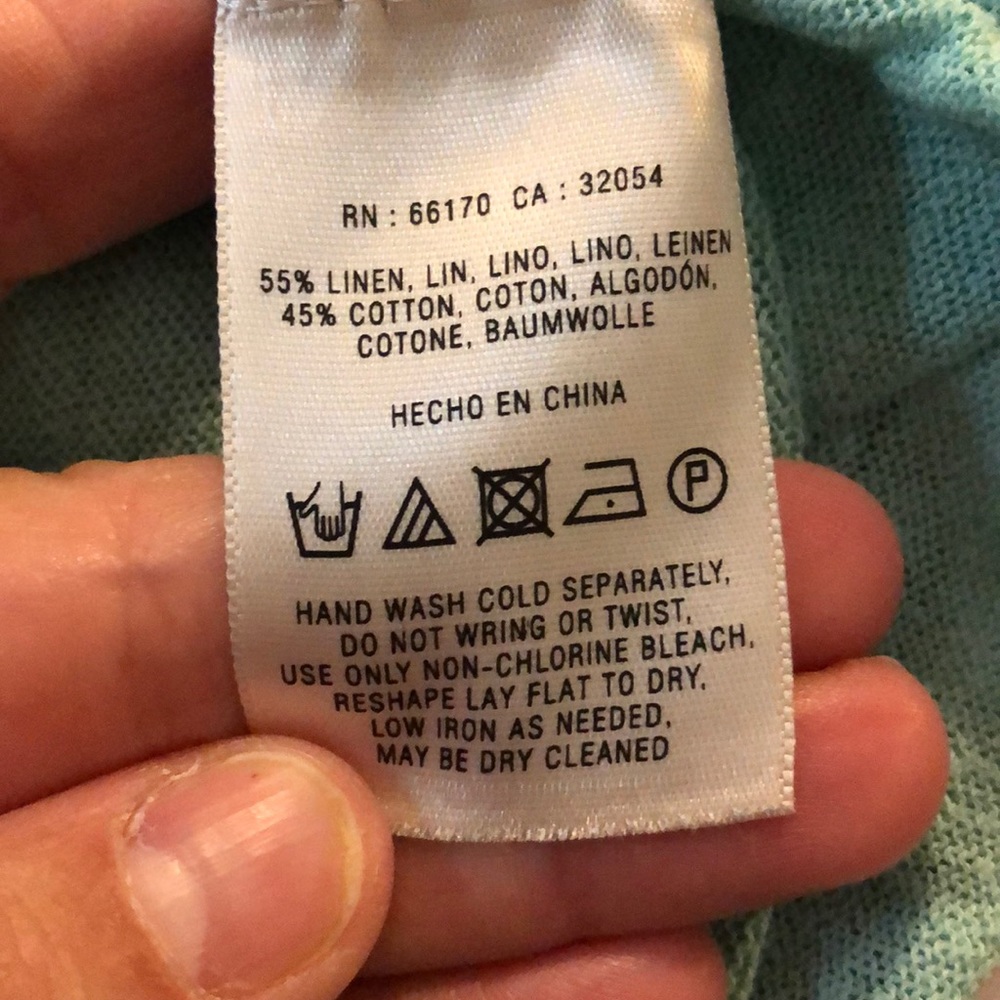 RN : 66170 CA : 32054
55% LINEN, LIN, LINO, LINO, LEINEN
45% COTTON, COTON, ALGODÓN,
COTONE, BAUMWOLLE
HECHO EN CHINA
P
HAND WASH COLD SEPARATELY,
DO NOT WRING OR TWIST,
USE ONLY NON-CHLORINE BLEACH,
RESHAPE LAY FLAT TO DRY,
LOW IRON AS NEEDED,
MAY BE DRY CLEANED